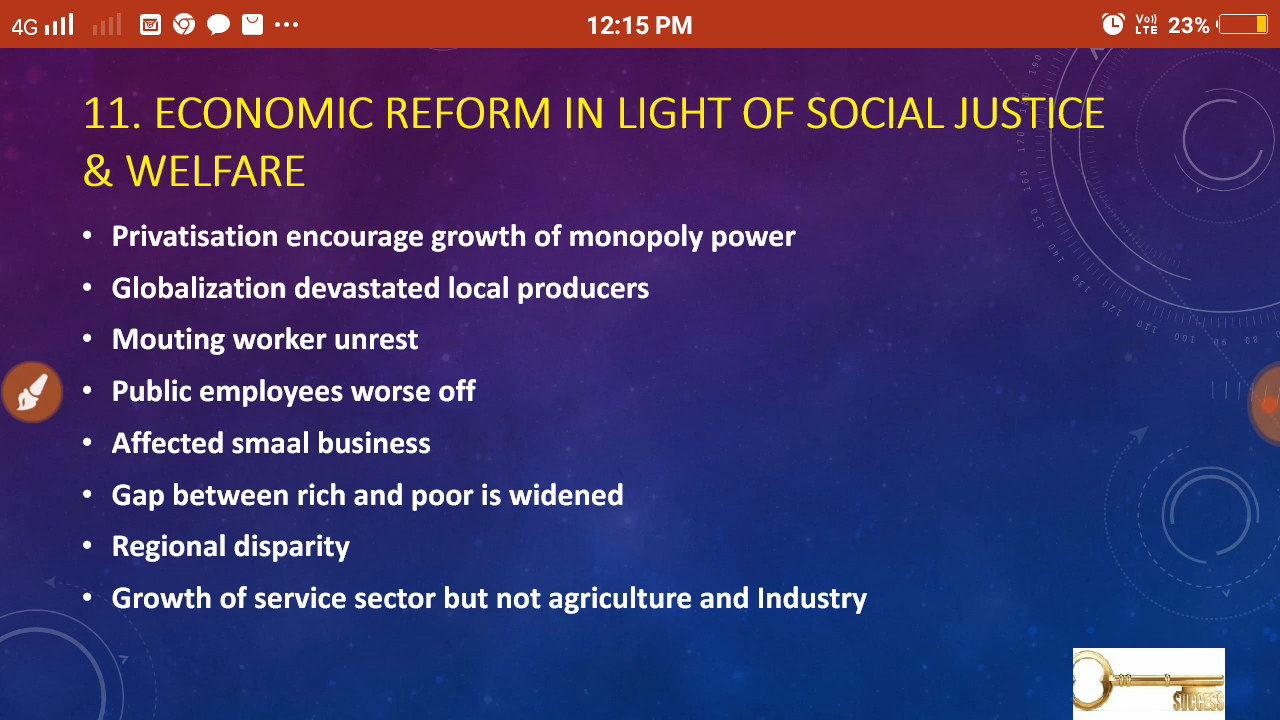 4G 12:15 PM Vo) LTE 23%
11. ECONOMIC REFORM IN LIGHT OF SOCIAL JUSTICE
& WELFARE
• Privatisation encourage growth of monopoly power
• Globalization devastated local producers
• Mouting worker unrest
• Public employees worse off
• Affected smaal business
• Gap between rich and poor is widened
• Regional disparity
• Growth of service sector but not agriculture and Industry
SUCCESS